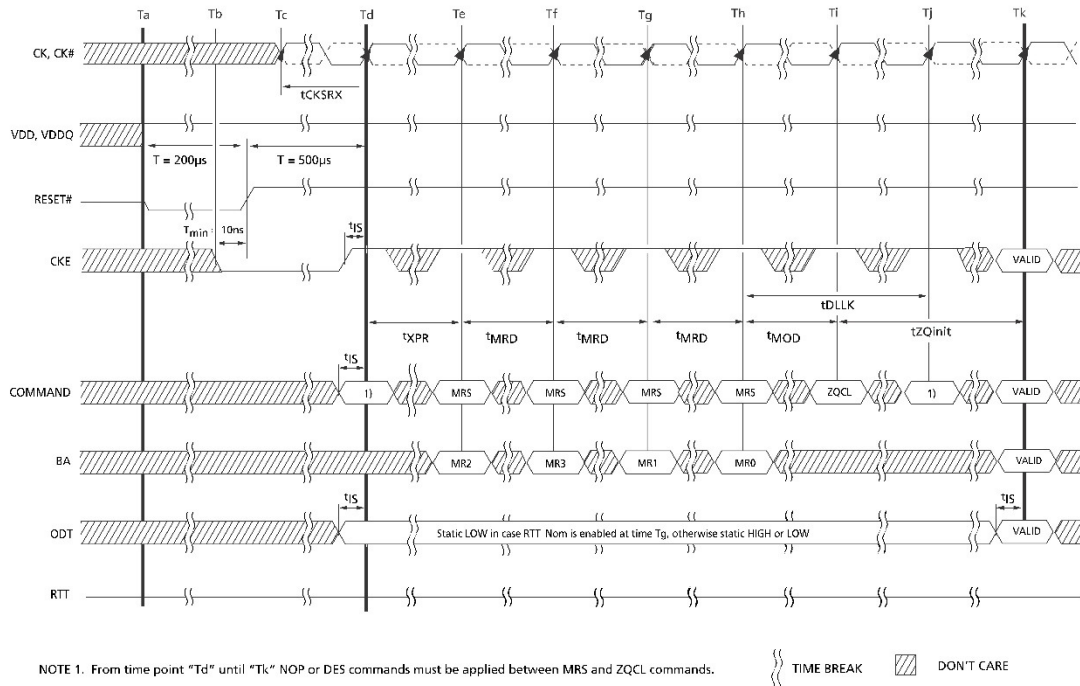 Ta Tb Tc Td Te Tf Tg Th Ti Tj Tk
CK, CK#
tCKSRX
VDD, VDDQ
T = 200μs T = 500μs
RESET#
Tmin = 10ns tIS
CKE VALID
tDLLK
tXPR tMRD tMRD tMRD tMOD tZQinit
tIS
COMMAND 1) MRS MRS MRS MRS ZQCL 1) VALID
BA MR2 MR3 MR1 MR0 VALID
tIS tIS
ODT Static LOW in case RTT Nom is enabled at time Tg, otherwise static HIGH or LOW VALID
RTT
NOTE 1. From time point "Td" until "Tk" NOP or DES commands must be applied between MRS and ZQCL commands. TIME BREAK DON'T CARE